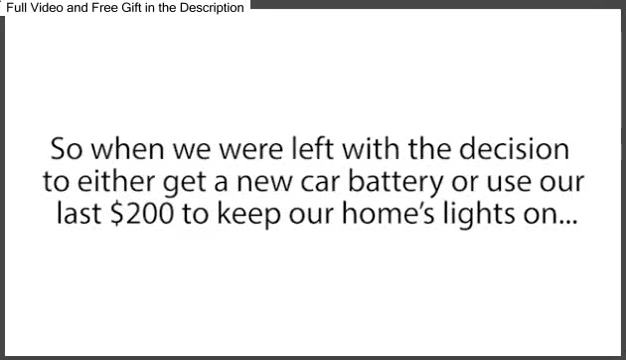 Full Video and Free Gift in the Description
So when we were left with the decision
to either get a new car battery or use our
last $200 to keep our home's lights on...